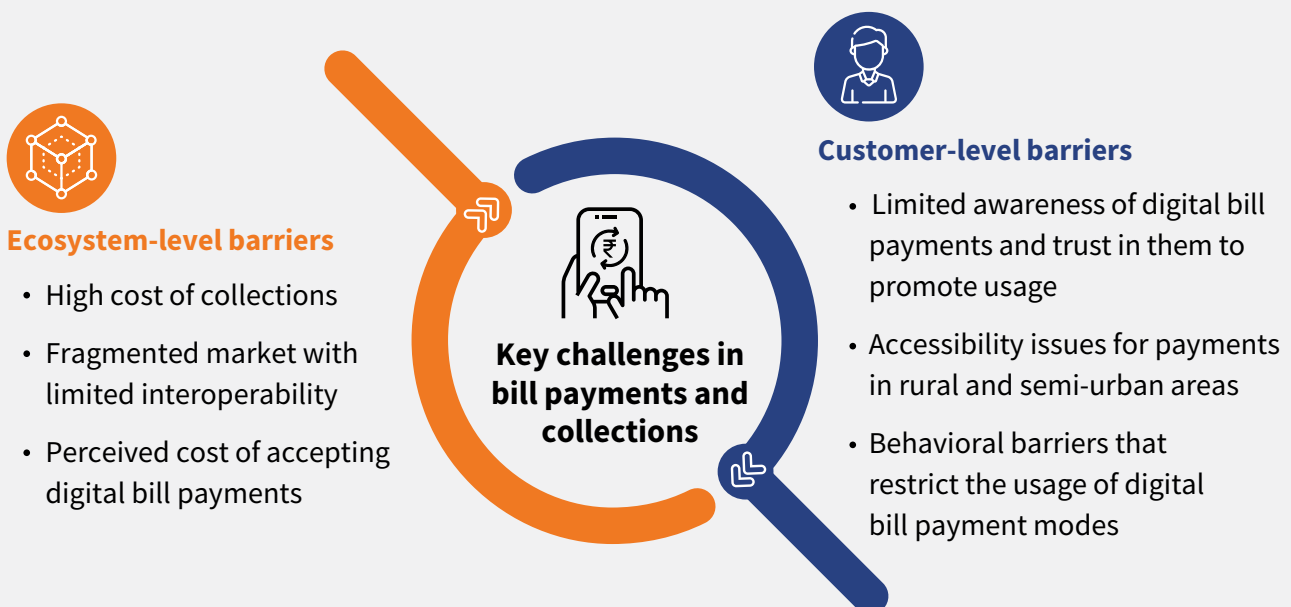 Ecosystem-level barriers
• High cost of collections
• Fragmented market with
limited interoperability
• Perceived cost of accepting
digital bill payments
₹
Key challenges in
bill payments and
collections
Customer-level barriers
• Limited awareness of digital bill
payments and trust in them to
promote usage
• Accessibility issues for payments
in rural and semi-urban areas
• Behavioral barriers that
restrict the usage of digital
bill payment modes